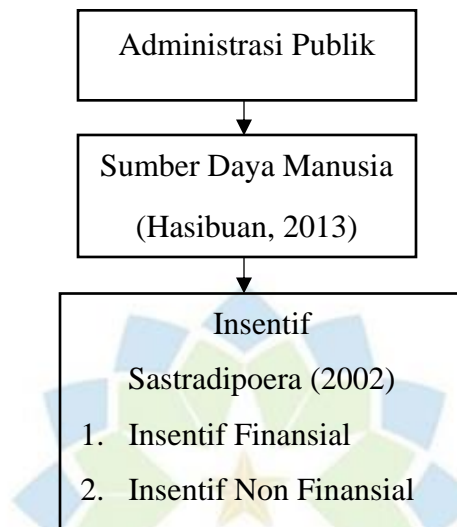 Administrasi Publik
Sumber Daya Manusia
(Hasibuan, 2013)
Insentif
Sastradipoera (2002)
1. Insentif Finansial
2. Insentif Non Finansial